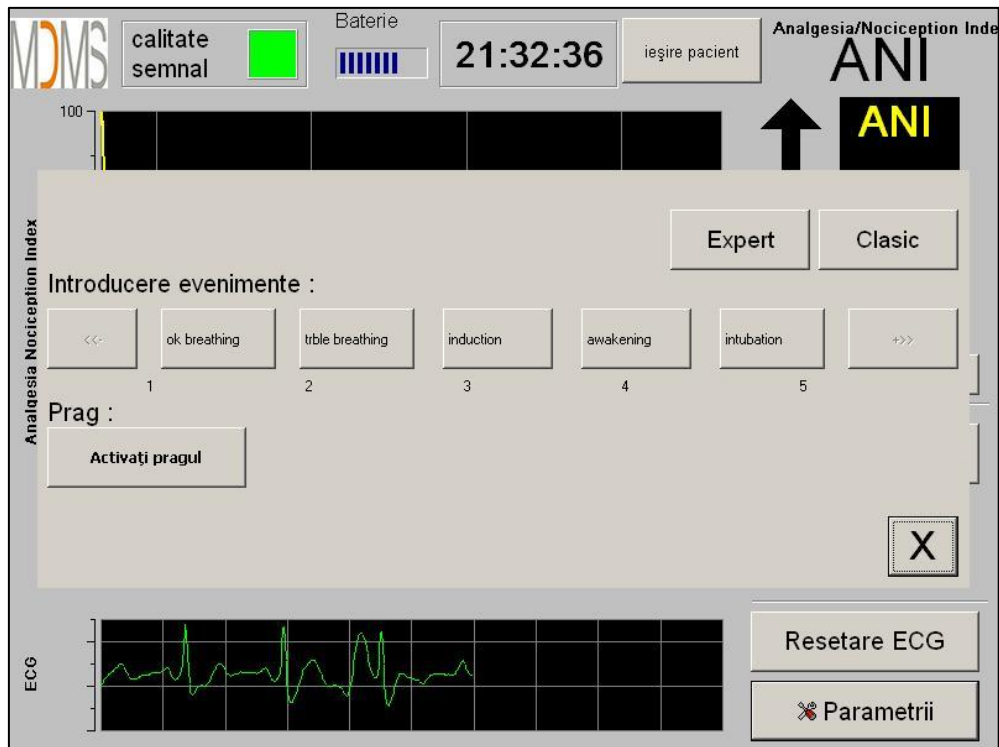 MDMS
calitate
semnal
Baterie
21:32:36
ieşire pacient
Analgesia/Nociception Inde
ANI
100
ANI
Analgesia Nociception Index
Expert
Clasic
Introducere evenimente :
<<-
ok breathing
trble breathing
induction
awakening
intubation
+>>
1
2
3
4
5
Prag :
Activaţi pragul
X
ECG
Resetare ECG
Parametrii